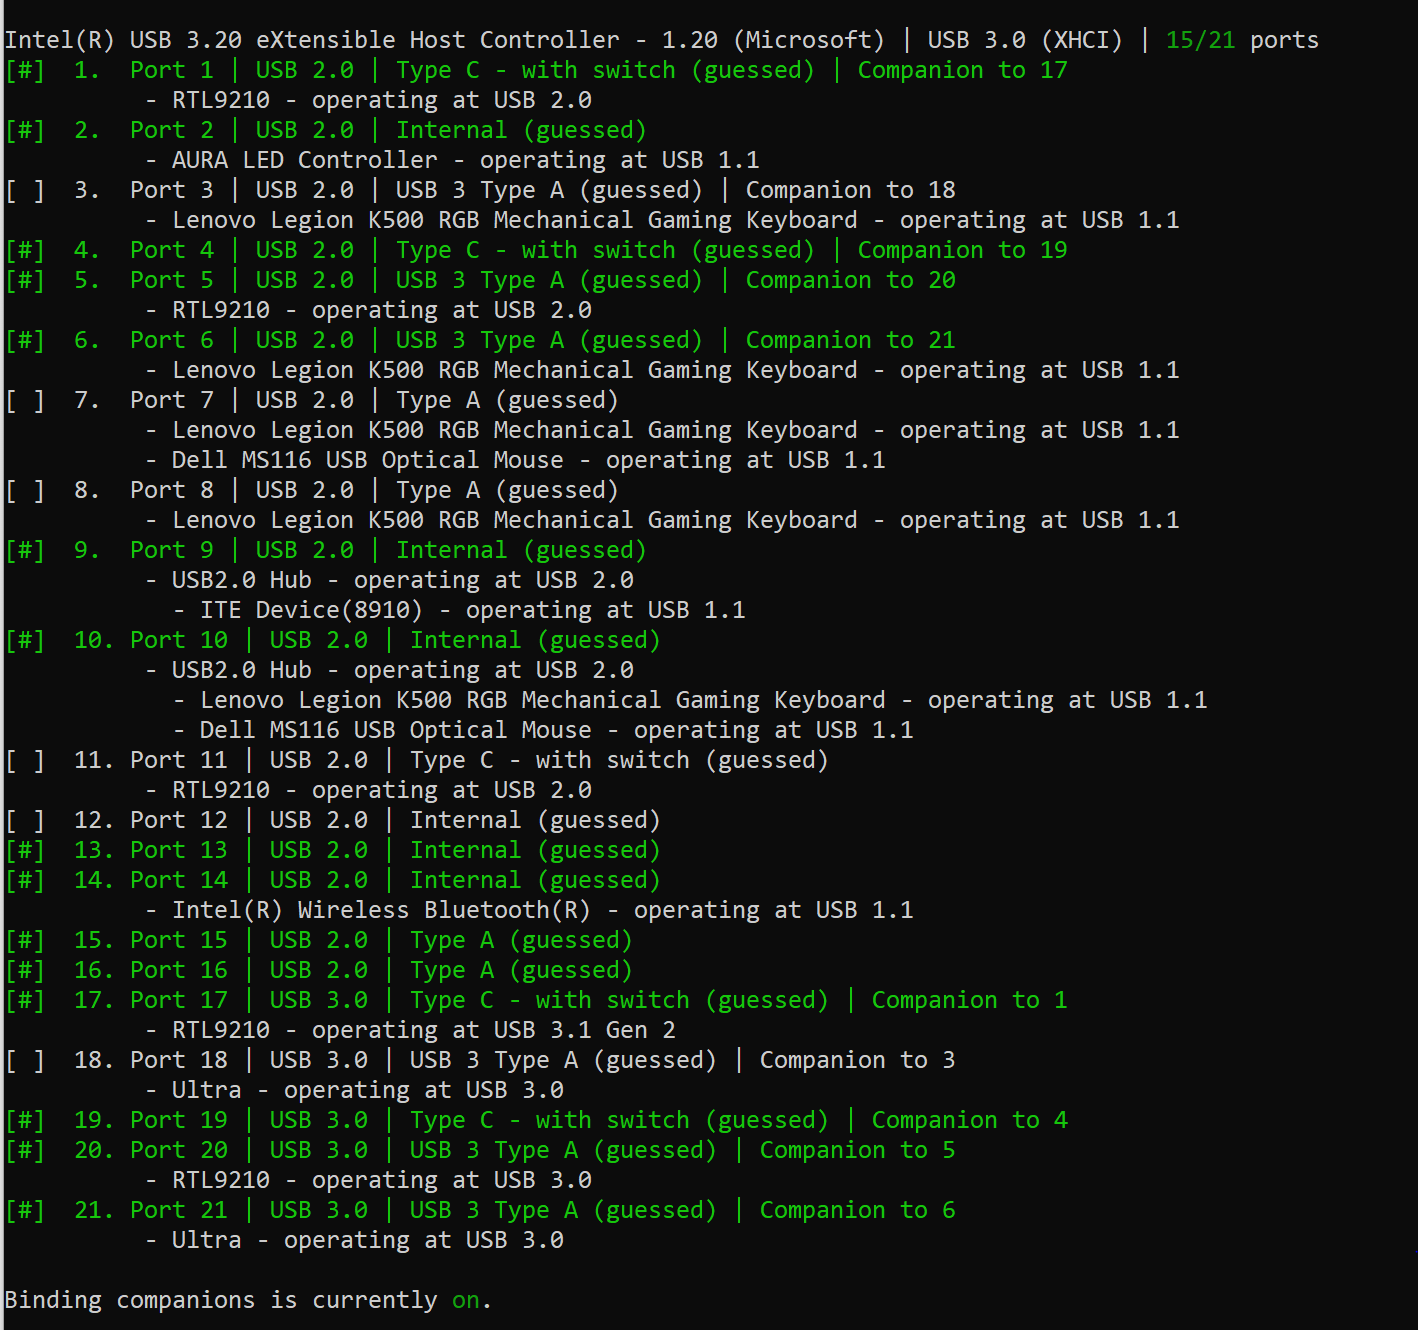 Intel(R) USB 3.20 eXtensible Host Controller - 1.20 (Microsoft) | USB 3.0 (XHCI) | 15/21 ports
[#]  1.  Port 1 | USB 2.0 | Type C - with switch (guessed) | Companion to 17
          - RTL9210 - operating at USB 2.0
[#]  2.  Port 2 | USB 2.0 | Internal (guessed)
          - AURA LED Controller - operating at USB 1.1
[ ]  3.  Port 3 | USB 2.0 | USB 3 Type A (guessed) | Companion to 18
          - Lenovo Legion K500 RGB Mechanical Gaming Keyboard - operating at USB 1.1
[#]  4.  Port 4 | USB 2.0 | Type C - with switch (guessed) | Companion to 19
[#]  5.  Port 5 | USB 2.0 | USB 3 Type A (guessed) | Companion to 20
          - RTL9210 - operating at USB 2.0
[#]  6.  Port 6 | USB 2.0 | USB 3 Type A (guessed) | Companion to 21
          - Lenovo Legion K500 RGB Mechanical Gaming Keyboard - operating at USB 1.1
[ ]  7.  Port 7 | USB 2.0 | Type A (guessed)
          - Lenovo Legion K500 RGB Mechanical Gaming Keyboard - operating at USB 1.1
          - Dell MS116 USB Optical Mouse - operating at USB 1.1
[ ]  8.  Port 8 | USB 2.0 | Type A (guessed)
          - Lenovo Legion K500 RGB Mechanical Gaming Keyboard - operating at USB 1.1
[#]  9.  Port 9 | USB 2.0 | Internal (guessed)
          - USB2.0 Hub - operating at USB 2.0
            - ITE Device(8910) - operating at USB 1.1
[#]  10. Port 10 | USB 2.0 | Internal (guessed)
          - USB2.0 Hub - operating at USB 2.0
            - Lenovo Legion K500 RGB Mechanical Gaming Keyboard - operating at USB 1.1
            - Dell MS116 USB Optical Mouse - operating at USB 1.1
[ ]  11. Port 11 | USB 2.0 | Type C - with switch (guessed)
          - RTL9210 - operating at USB 2.0
[ ]  12. Port 12 | USB 2.0 | Internal (guessed)
[#]  13. Port 13 | USB 2.0 | Internal (guessed)
[#]  14. Port 14 | USB 2.0 | Internal (guessed)
          - Intel(R) Wireless Bluetooth(R) - operating at USB 1.1
[#]  15. Port 15 | USB 2.0 | Type A (guessed)
[#]  16. Port 16 | USB 2.0 | Type A (guessed)
[#]  17. Port 17 | USB 3.0 | Type C - with switch (guessed) | Companion to 1
          - RTL9210 - operating at USB 3.1 Gen 2
[ ]  18. Port 18 | USB 3.0 | USB 3 Type A (guessed) | Companion to 3
          - Ultra - operating at USB 3.0
[#]  19. Port 19 | USB 3.0 | Type C - with switch (guessed) | Companion to 4
[#]  20. Port 20 | USB 3.0 | USB 3 Type A (guessed) | Companion to 5
          - RTL9210 - operating at USB 3.0
[#]  21. Port 21 | USB 3.0 | USB 3 Type A (guessed) | Companion to 6
          - Ultra - operating at USB 3.0
Binding companions is currently on.